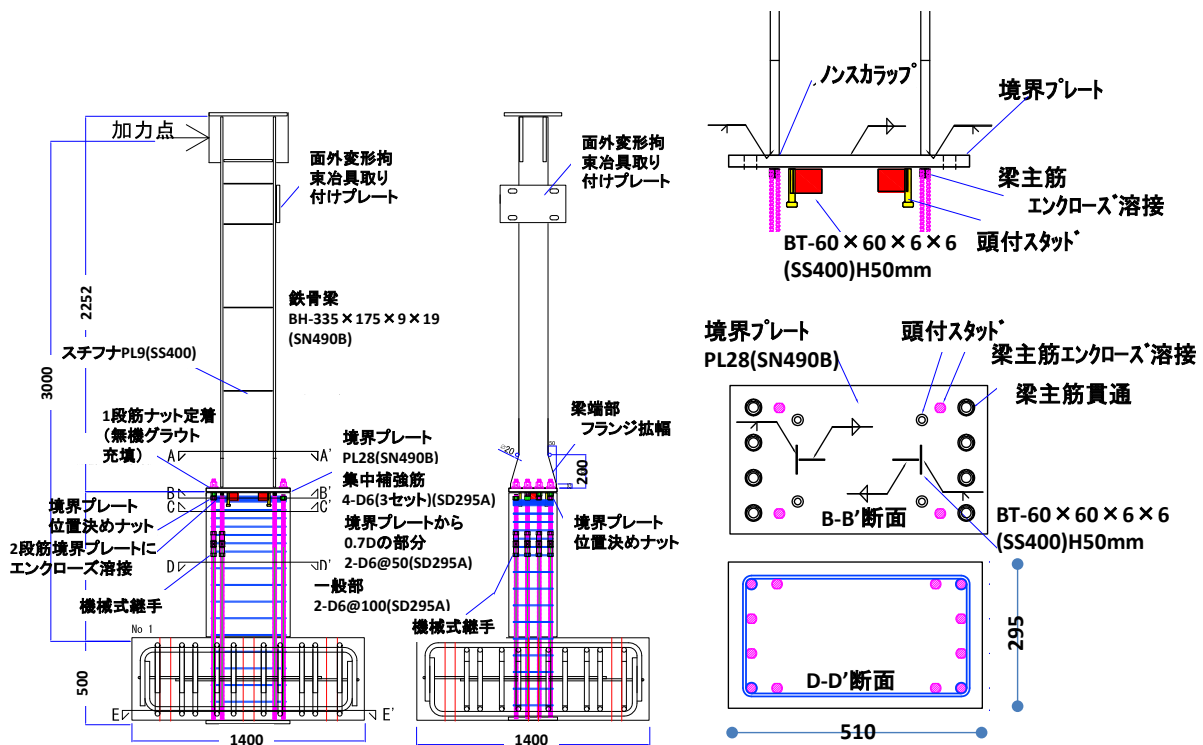 加力点
面外変形拘
束冶具取り
付けプレート
鉄骨梁
BH-335×175×9×19
(SN490B)
スチフナPL9(SS400)
2252
3000
500
1段筋ナット定着
(無機グラウト
充填)
A
A'
B
B'
C
C'
D
D'
E
E'
境界プレート
PL28(SN490B)
集中補強筋
4-D6(3セット)(SD295A)
境界プレート
位置決めナット
境界プレートから
0.7Dの部分
2-D6@50(SD295A)
2段筋境界プレートに
エンクローズ溶接
一般部
2-D6@100(SD295A)
機械式継手
No 1
1400
面外変形拘
束冶具取り
付けプレート
梁端部
フランジ拡幅
50
200
境界プレート
位置決めナット
機械式継手
1400
ノンスカラップ
境界プレート
梁主筋
エンクローズ溶接
頭付スタッド
BT-60×60×6×6
(SS400)H50mm
境界プレート
PL28(SN490B)
頭付スタッド
梁主筋エンクローズ溶接
梁主筋貫通
B-B'断面
BT-60×60×6×6
(SS400)H50mm
D-D'断面
295
510